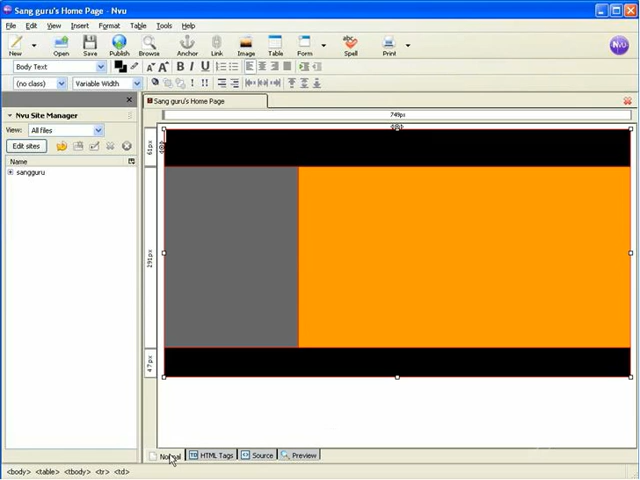 Sang guru's Home Page - Nvu
File Edit View Insert Format Table Tools Help
New Open Save Publish Browse Anchor Link Image Table Form Spell Print Nvu
Body Text B I U
(no class) Variable Width
Nvu Site Manager
View: All files
Edit sites
Name
sangguru
Sang guru's Home Page
749px
61px
291px
47px
Normal HTML Tags Source Preview
<body> <table> <tbody> <tr> <td>